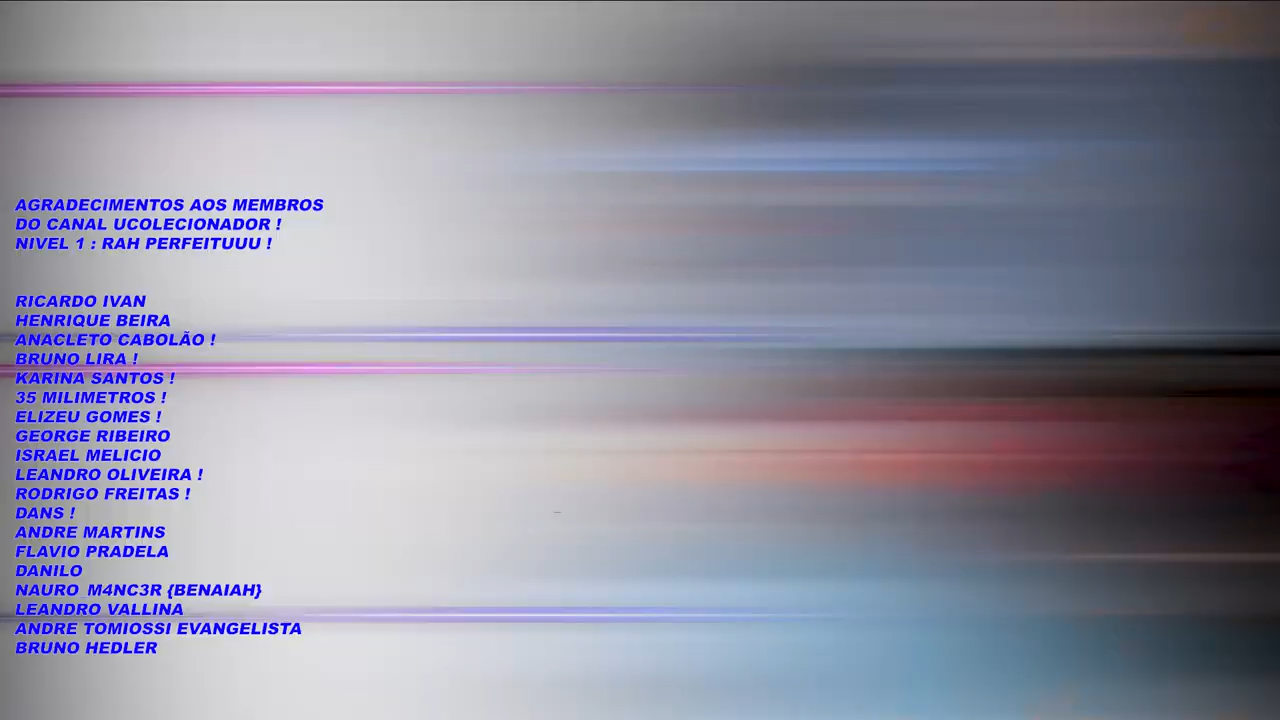 AGRADECIMENTOS AOS MEMBROS
DO CANAL UCOLECIONADOR !
NIVEL 1 : RAH PERFEITUUU !
RICARDO IVAN
HENRIQUE BEIRA
ANACLETO CABOLÃO !
BRUNO LIRA !
KARINA SANTOS !
35 MILIMETROS !
ELIZEU GOMES !
GEORGE RIBEIRO
ISRAEL MELICIO
LEANDRO OLIVEIRA !
RODRIGO FREITAS !
DANS !
ANDRE MARTINS
FLAVIO PRADELA
DANILO
NAURO M4NC3R {BENAIAH}
LEANDRO VALLINA
ANDRE TOMIOSSI EVANGELISTA
BRUNO HEDLER